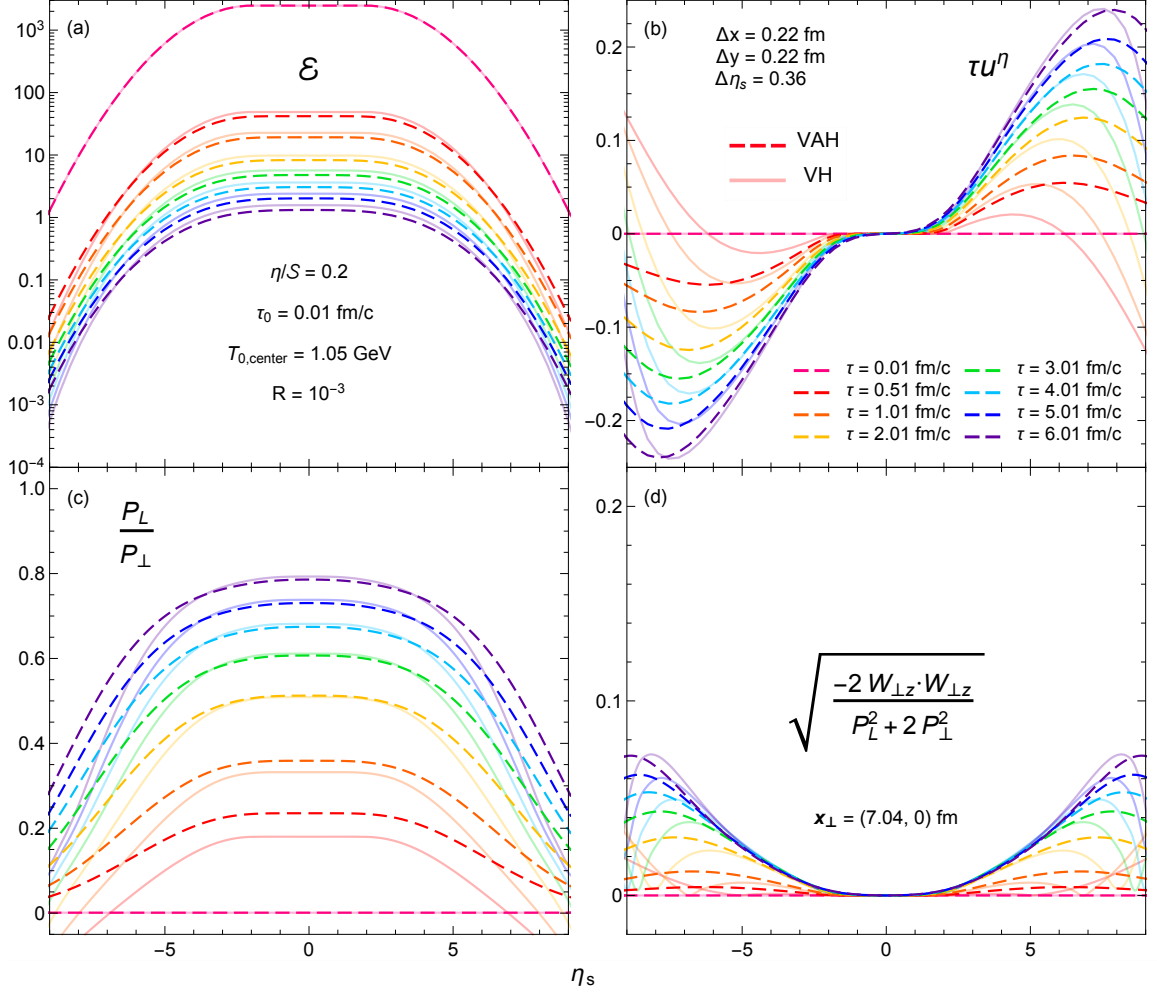 (a)
ℰ
10³
100
10
1
0.1
0.01
10⁻³
10⁻⁴
η/𝒮 = 0.2
τ₀ = 0.01 fm/c
T₀,center = 1.05 GeV
R = 10⁻³
(b)
Δx = 0.22 fm
Δy = 0.22 fm
Δηₛ = 0.36
τu^η
VAH
VH
0.2
0.1
0
−0.1
−0.2
τ = 0.01 fm/c
τ = 0.51 fm/c
τ = 1.01 fm/c
τ = 2.01 fm/c
τ = 3.01 fm/c
τ = 4.01 fm/c
τ = 5.01 fm/c
τ = 6.01 fm/c
(c)
P_L
P_⊥
1.0
0.8
0.6
0.4
0.2
0
−5
0
5
(d)
0.2
0.1
0
√
−2 W_⊥z·W_⊥z
P_L² + 2 P_⊥²
x_⊥ = (7.04, 0) fm
−5
0
5
ηₛ